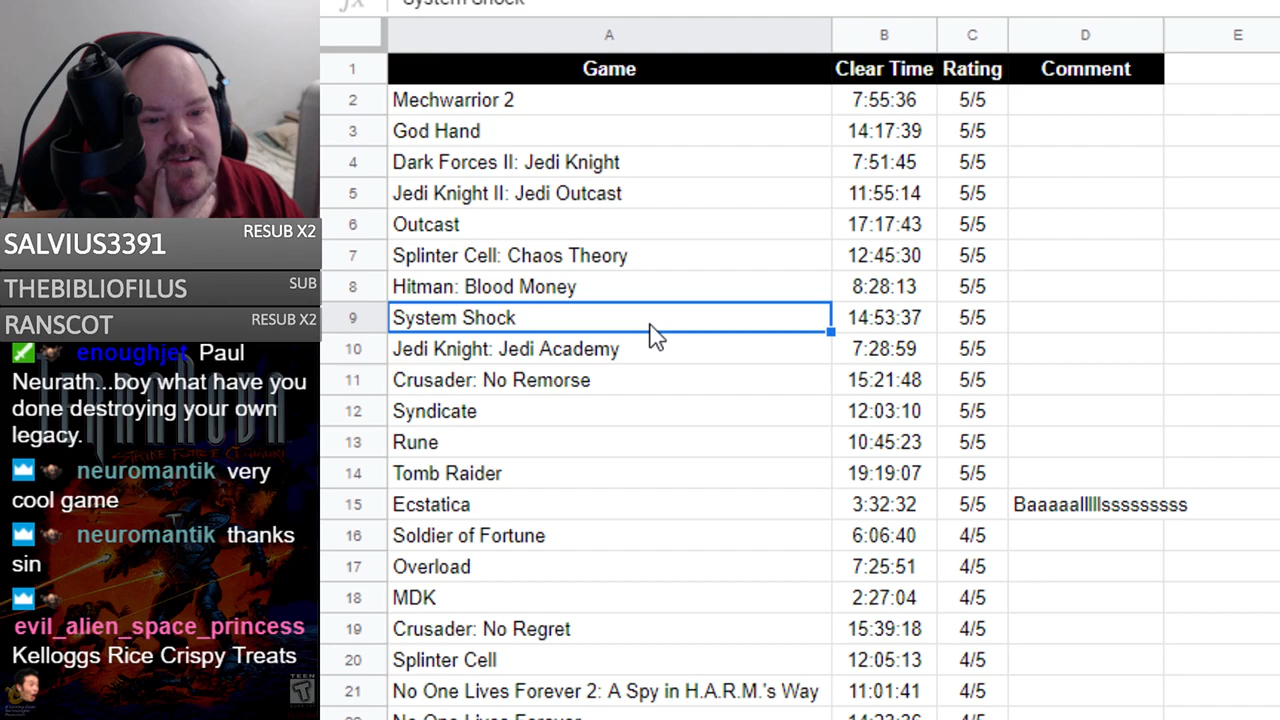 System Shock
A B C D E
1 Game Clear Time Rating Comment
2 Mechwarrior 2 7:55:36 5/5
3 God Hand 14:17:39 5/5
4 Dark Forces II: Jedi Knight 7:51:45 5/5
5 Jedi Knight II: Jedi Outcast 11:55:14 5/5
6 Outcast 17:17:43 5/5
7 Splinter Cell: Chaos Theory 12:45:30 5/5
8 Hitman: Blood Money 8:28:13 5/5
9 System Shock 14:53:37 5/5
10 Jedi Knight: Jedi Academy 7:28:59 5/5
11 Crusader: No Remorse 15:21:48 5/5
12 Syndicate 12:03:10 5/5
13 Rune 10:45:23 5/5
14 Tomb Raider 19:19:07 5/5
15 Ecstatica 3:32:32 5/5 Baaaaalllllsssssssss
16 Soldier of Fortune 6:06:40 4/5
17 Overload 7:25:51 4/5
18 MDK 2:27:04 4/5
19 Crusader: No Regret 15:39:18 4/5
20 Splinter Cell 12:05:13 4/5
21 No One Lives Forever 2: A Spy in H.A.R.M.'s Way 11:01:41 4/5
No One Lives Forever
SALVIUS3391 RESUB X2
THEBIBLIOFILUS SUB
RANSCOT RESUB X2
enoughjet Paul
Neurath...boy what have you
done destroying your own
legacy.
neuromantik very
cool game
neuromantik thanks
sin
evil_alien_space_princess
Kelloggs Rice Crispy Treats
TERRA NOVA
STRIKE FORCE CENTAURI
TEEN
T